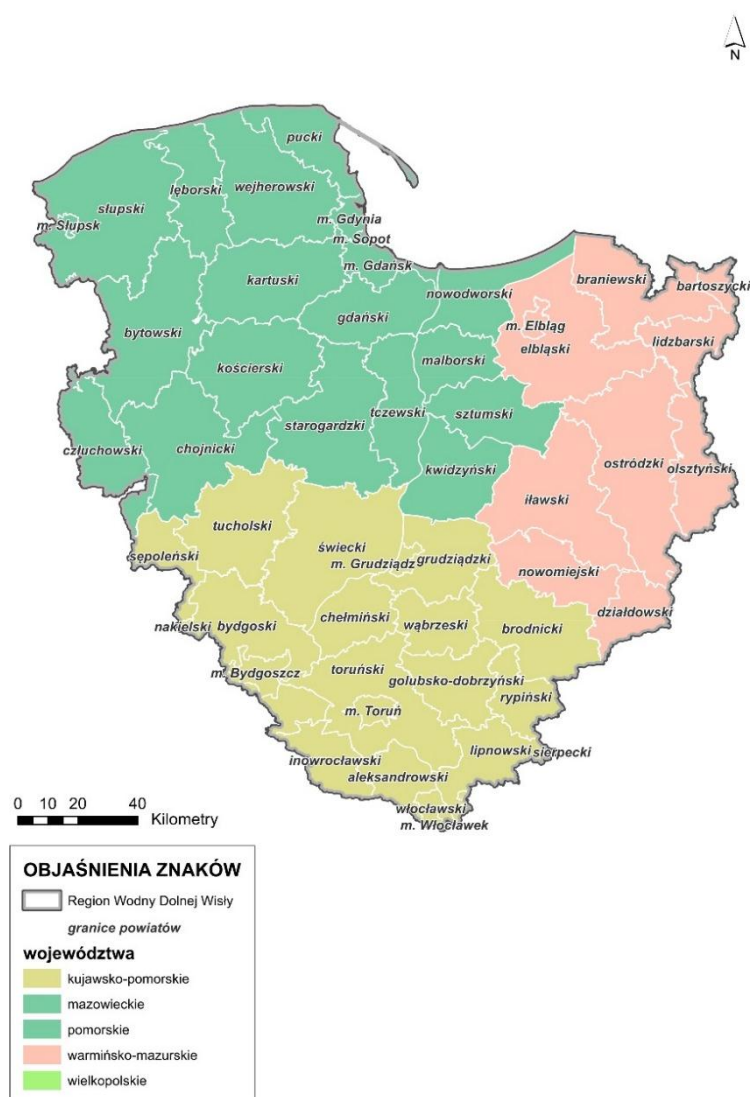 N
pucki
lęborski
wejherowski
słupski
m. Słupsk
m. Gdynia
m. Sopot
m. Gdańsk
kartuski
nowodworski
gdański
bytowski
kościerski
malborski
starogardzki
tczewski
sztumski
człuchowski
chojnicki
kwidzyński
braniewski
bartoszycki
m. Elbląg
elbląski
lidzbarski
ostródzki
olsztyński
iławski
tucholski
sępoleński
świecki
m. Grudziądz
grudziądzki
nowomiejski
działdowski
nakielski
bydgoski
chełmiński
wąbrzeski
brodnicki
m. Bydgoszcz
toruński
golubsko-dobrzyński
rypiński
m. Toruń
lipnowski
sierpecki
inowrocławski
aleksandrowski
włocławski
m. Włocławek
0 10 20 40
Kilometry
OBJAŚNIENIA ZNAKÓW
Region Wodny Dolnej Wisły
granice powiatów
województwa
kujawsko-pomorskie
mazowieckie
pomorskie
warmińsko-mazurskie
wielkopolskie